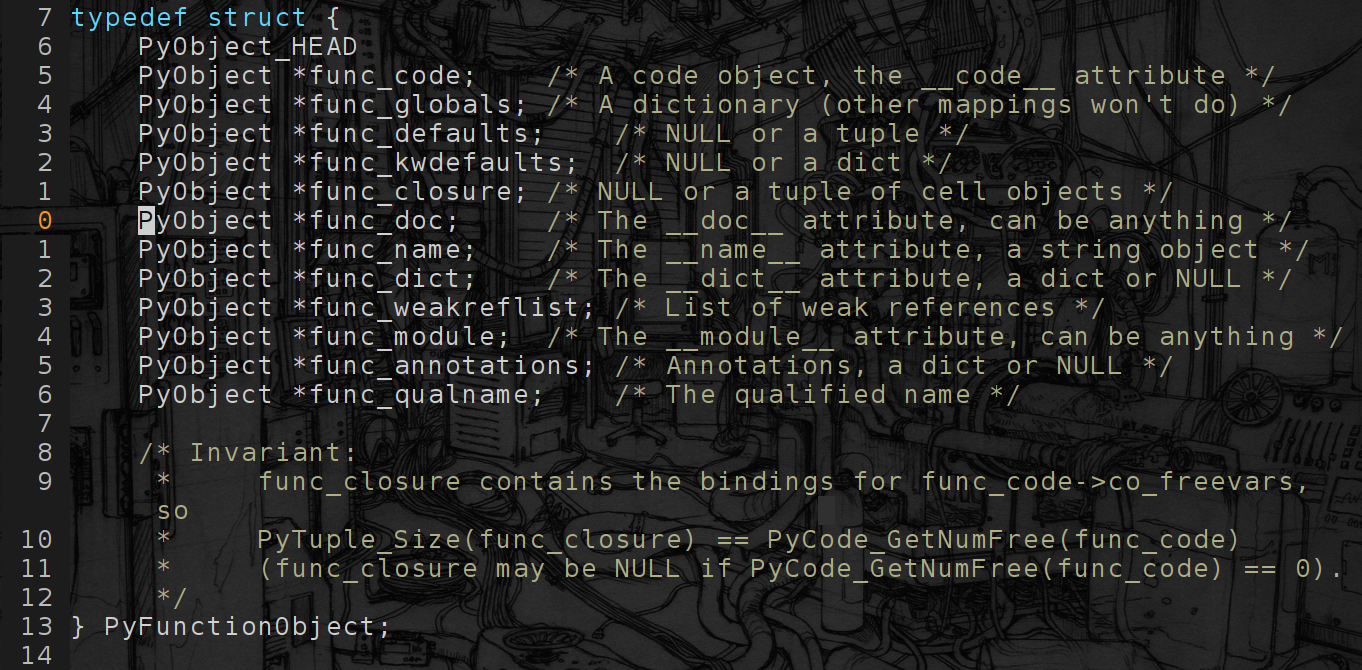 7 typedef struct {
6     PyObject_HEAD
5     PyObject *func_code;    /* A code object, the __code__ attribute */
4     PyObject *func_globals; /* A dictionary (other mappings won't do) */
3     PyObject *func_defaults;    /* NULL or a tuple */
2     PyObject *func_kwdefaults;  /* NULL or a dict */
1     PyObject *func_closure; /* NULL or a tuple of cell objects */
0     PyObject *func_doc;     /* The __doc__ attribute, can be anything */
1     PyObject *func_name;    /* The __name__ attribute, a string object */
2     PyObject *func_dict;    /* The __dict__ attribute, a dict or NULL */
3     PyObject *func_weakreflist; /* List of weak references */
4     PyObject *func_module;  /* The __module__ attribute, can be anything */
5     PyObject *func_annotations; /* Annotations, a dict or NULL */
6     PyObject *func_qualname;    /* The qualified name */
7
8     /* Invariant:
9      *     func_closure contains the bindings for func_code->co_freevars,
so
10      *     PyTuple_Size(func_closure) == PyCode_GetNumFree(func_code)
11      *     (func_closure may be NULL if PyCode_GetNumFree(func_code) == 0).
12      */
13 } PyFunctionObject;
14